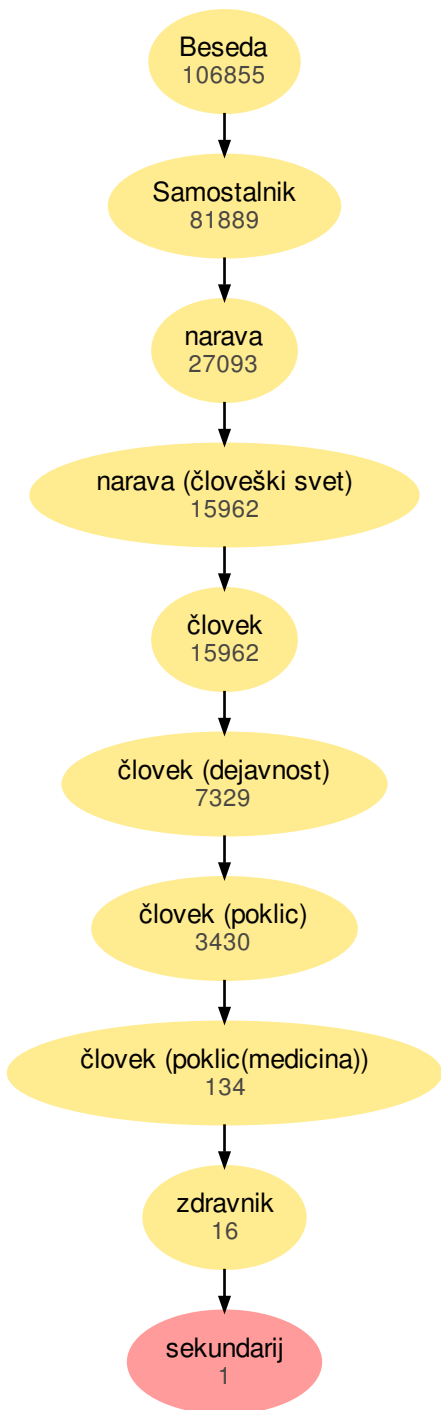 Beseda
106855
Samostalnik
81889
narava
27093
narava (človeški svet)
15962
človek
15962
človek (dejavnost)
7329
človek (poklic)
3430
človek (poklic(medicina))
134
zdravnik
16
sekundarij
1